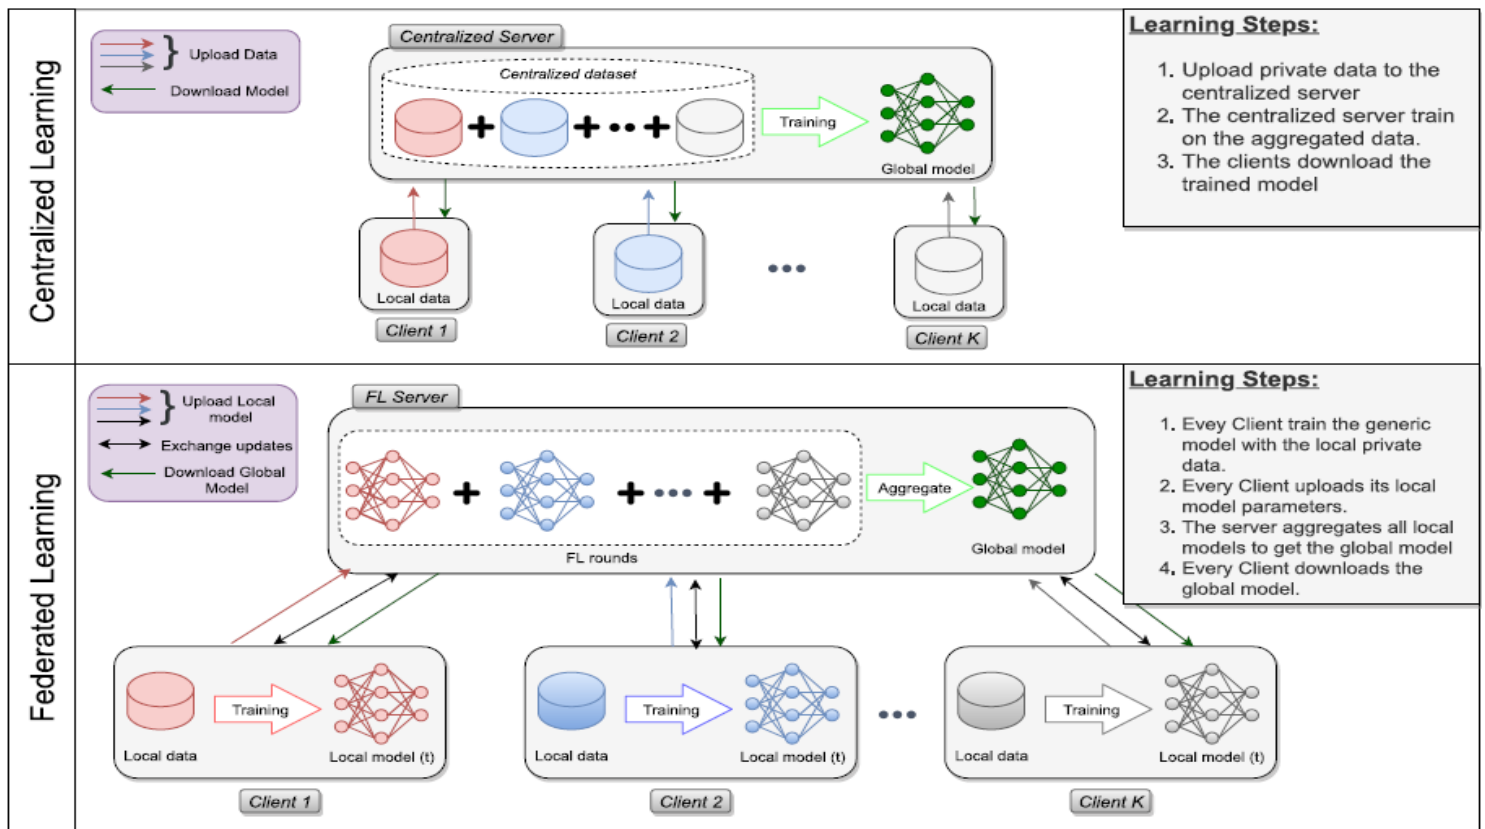 Centralized Learning
Upload Data
Download Model
Centralized Server
Centralized dataset
Training
Global model
Local data
Client 1
Local data
Client 2
Local data
Client K
Learning Steps:
1. Upload private data to the
centralized server
2. The centralized server train
on the aggregated data.
3. The clients download the
trained model
Federated Learning
Upload Local
model
Exchange updates
Download Global
Model
FL Server
FL rounds
Aggregate
Global model
Learning Steps:
1. Evey Client train the generic
model with the local private
data.
2. Every Client uploads its local
model parameters.
3. The server aggregates all local
models to get the global model
4. Every Client downloads the
global model.
Training
Local data
Local model (t)
Client 1
Training
Local data
Local model (t)
Client 2
Training
Local data
Local model (t)
Client K